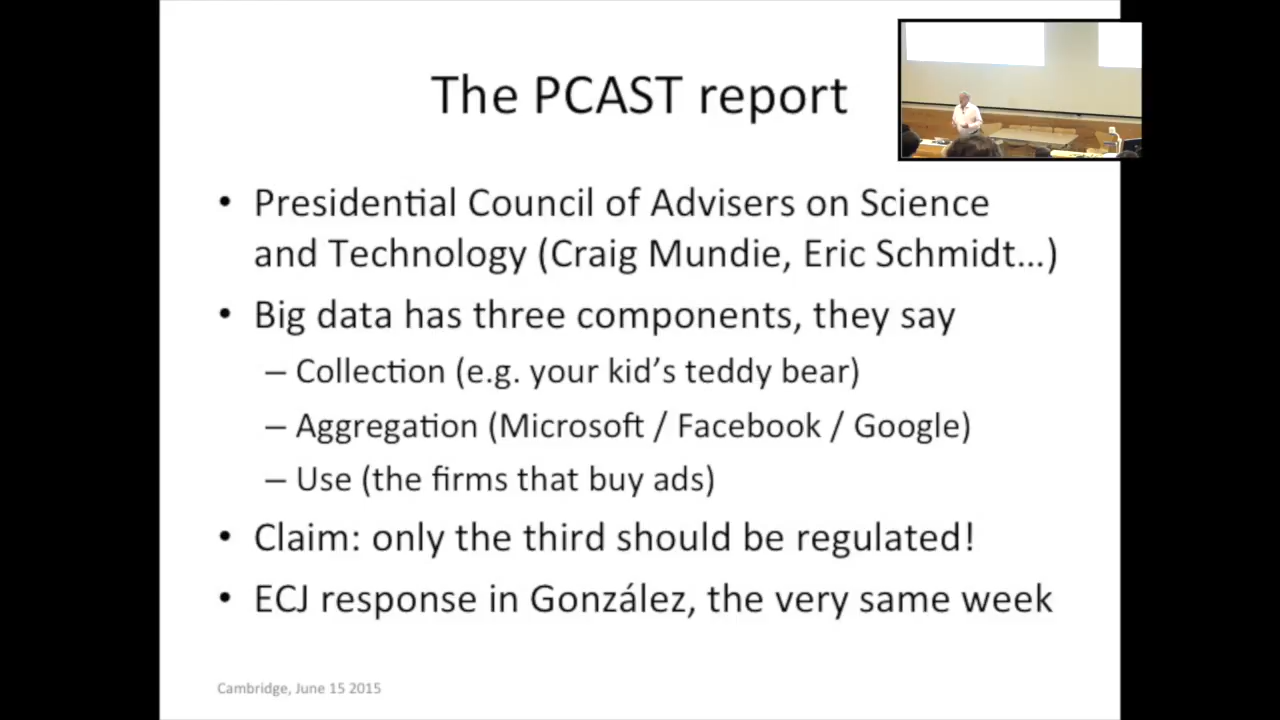 The PCAST report
• Presidential Council of Advisers on Science
and Technology (Craig Mundie, Eric Schmidt...)
• Big data has three components, they say
– Collection (e.g. your kid's teddy bear)
– Aggregation (Microsoft / Facebook / Google)
– Use (the firms that buy ads)
• Claim: only the third should be regulated!
• ECJ response in González, the very same week
Cambridge, June 15 2015